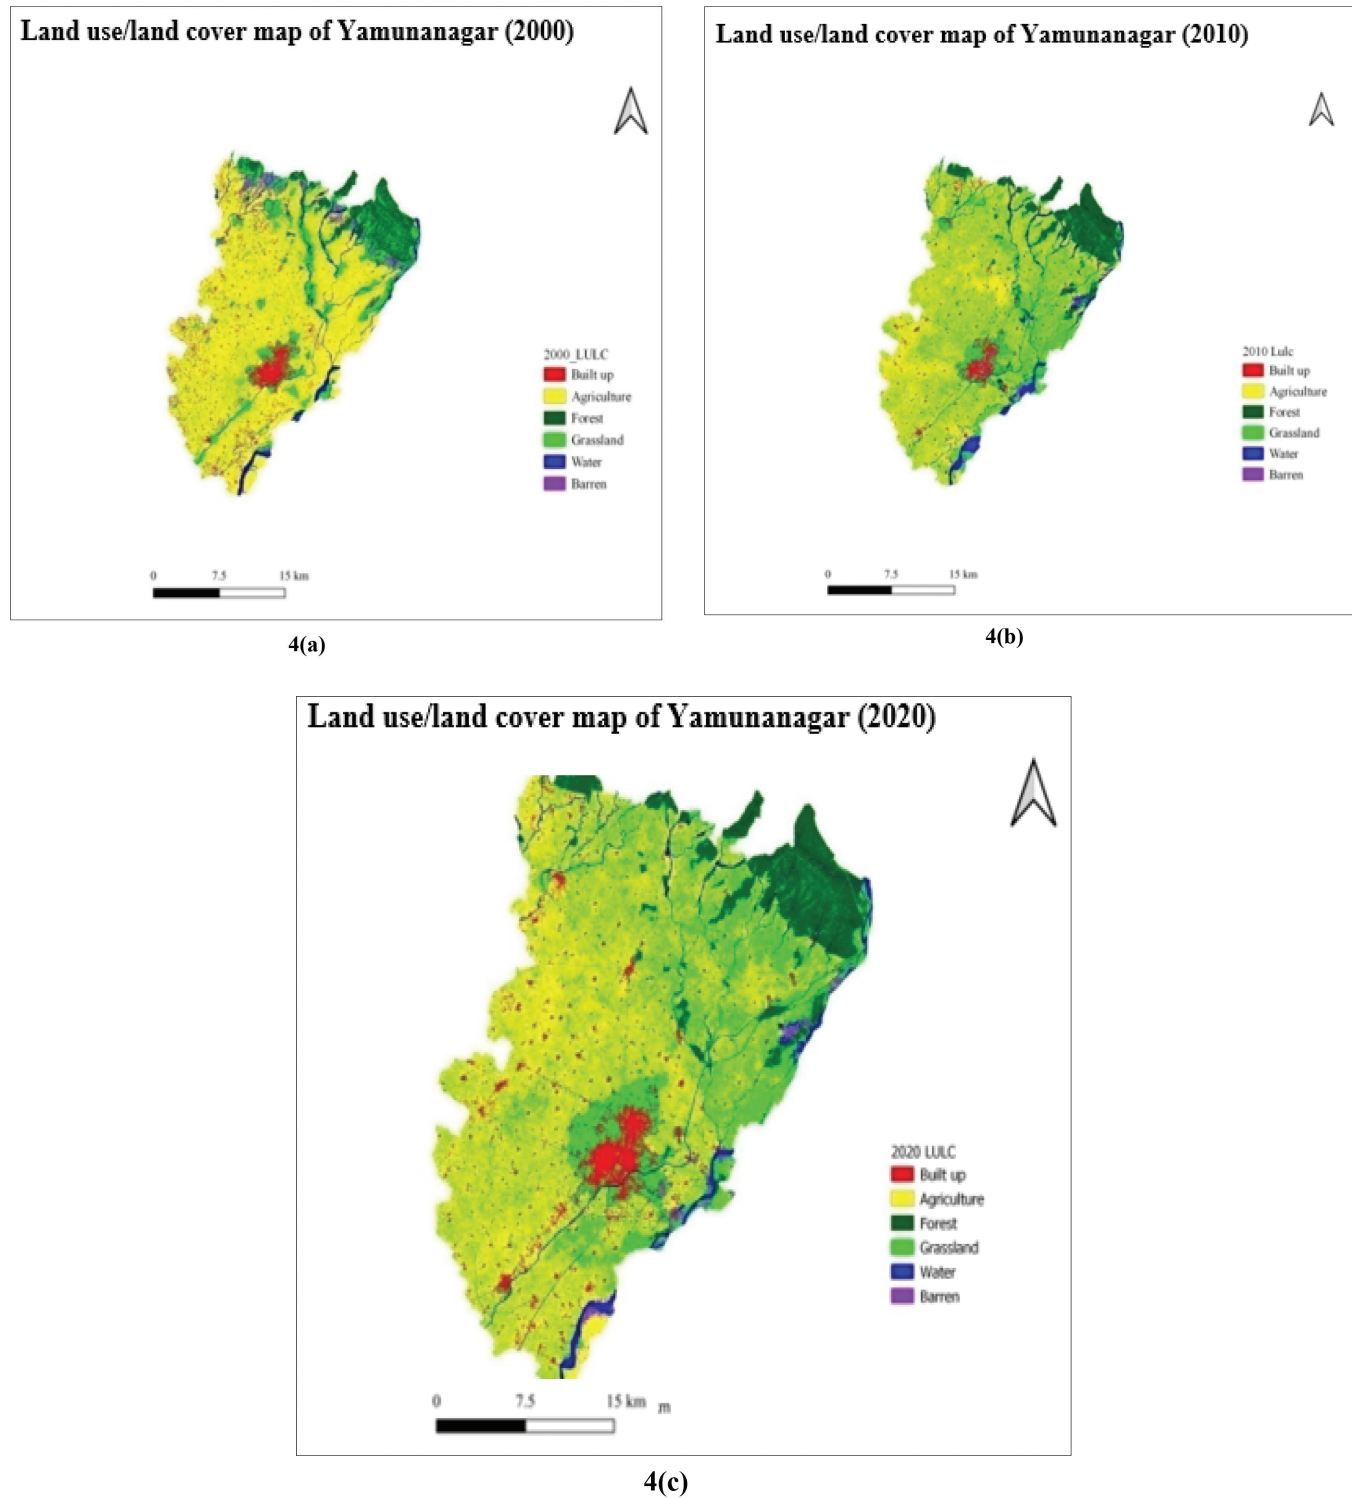 Land use/land cover map of Yamunanagar (2000)
2000_LULC
Built up
Agriculture
Forest
Grassland
Water
Barren
0 7.5 15 km
4(a)
Land use/land cover map of Yamunanagar (2010)
2010 Lulc
Built up
Agriculture
Forest
Grassland
Water
Barren
0 7.5 15 km
4(b)
Land use/land cover map of Yamunanagar (2020)
2020 LULC
Built up
Agriculture
Forest
Grassland
Water
Barren
0 7.5 15 km m
4(c)